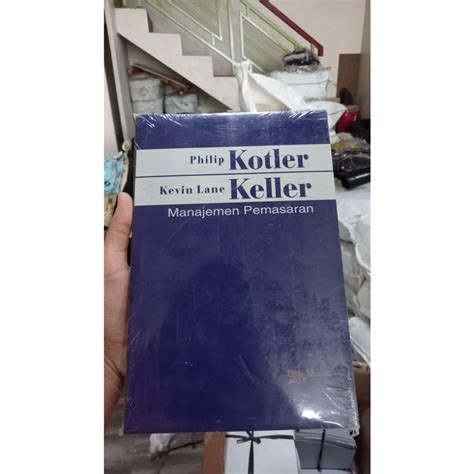 Philip Kotler
Kevin Lane Keller
Manajemen Pemasaran